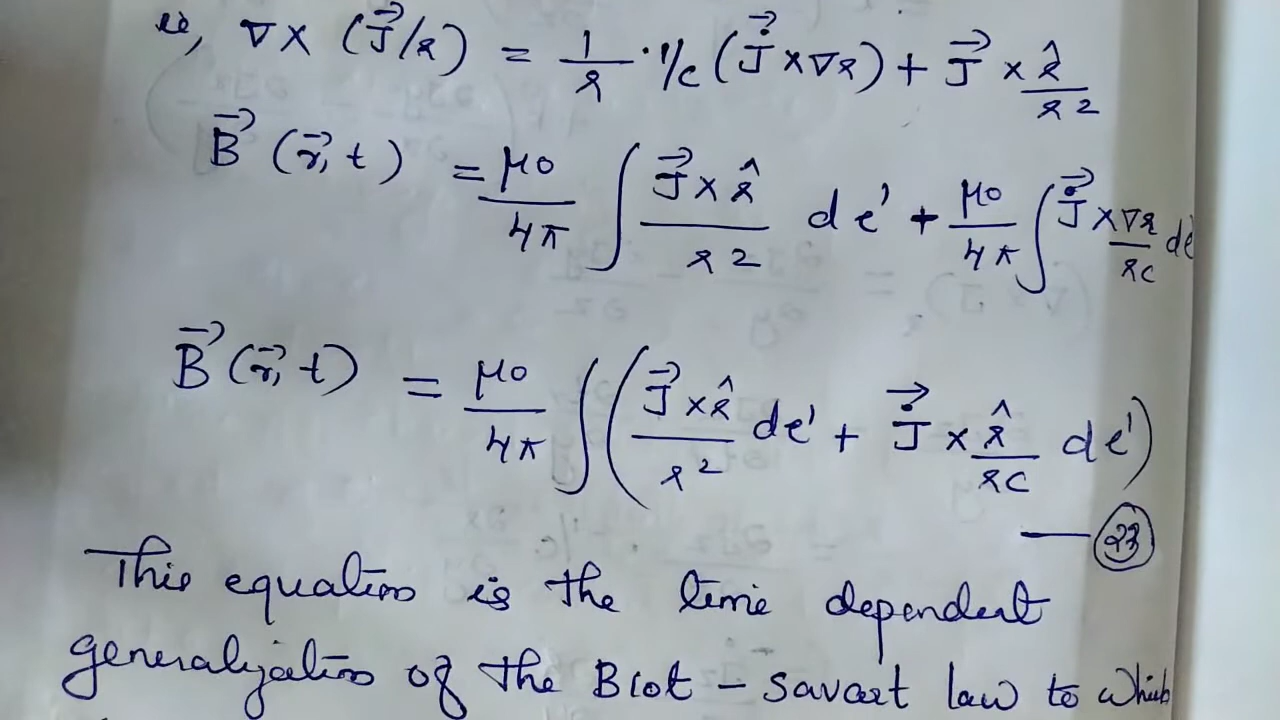 ie, ∇ × (J⃗/r) = 1/r · 1/c (J⃗̇ × ∇r) + J⃗ × r̂/r²
B⃗ (r⃗, t) = μ0/4π ∫ J⃗ × r̂/r² dτ' + μ0/4π ∫ J⃗̇ × ∇r/rc dτ'
B⃗ (r⃗, t) = μ0/4π ∫ (J⃗ × r̂/r² dτ' + J⃗̇ × r̂/rc dτ')
— 23
This equation is the time dependent
generalization of the Biot – savart law to which